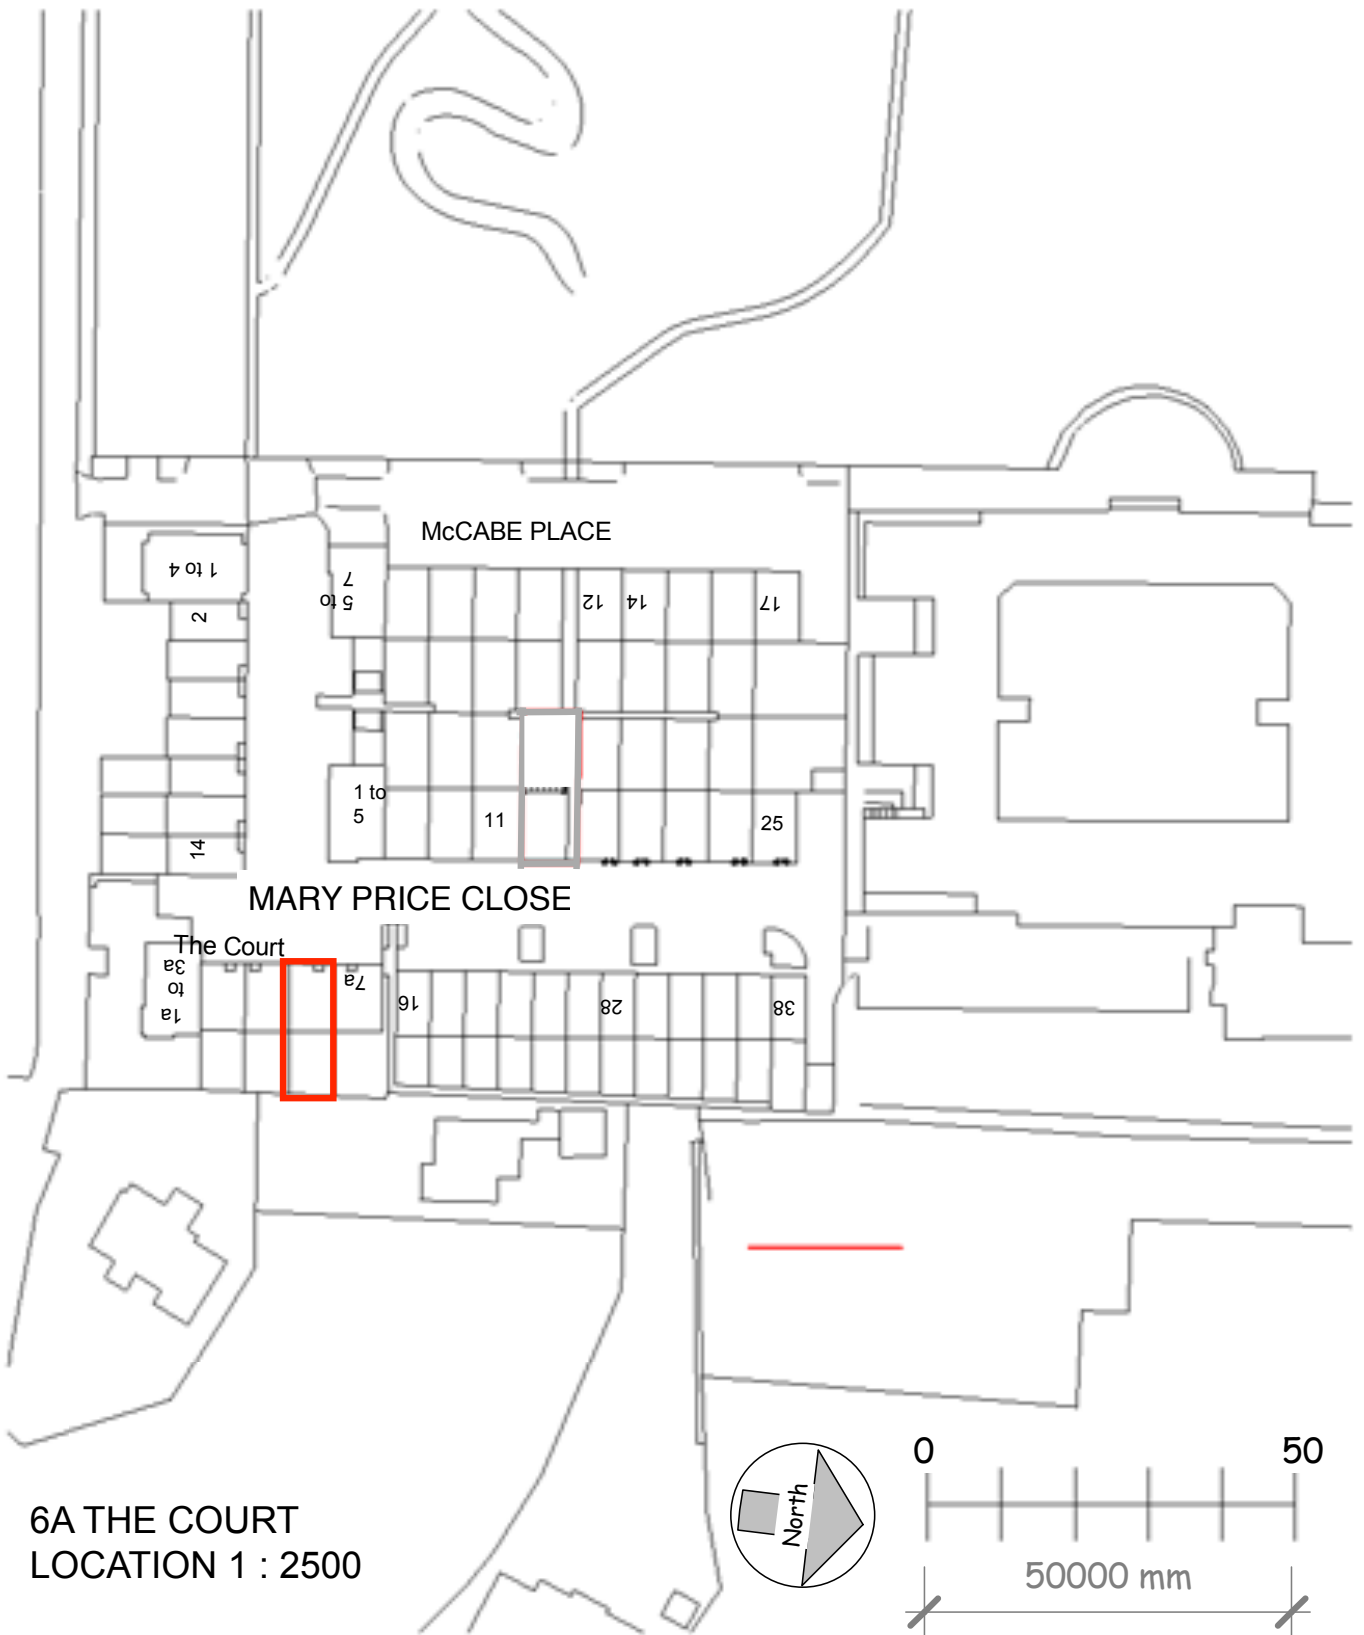 McCABE PLACE
1 to 4
2
7
5 to
12
14
17
1 to
5
11
25
14
MARY PRICE CLOSE
The Court
3a
to
1a
7a
16
28
38
0
50
North
50000 mm
6A THE COURT
LOCATION 1 : 2500